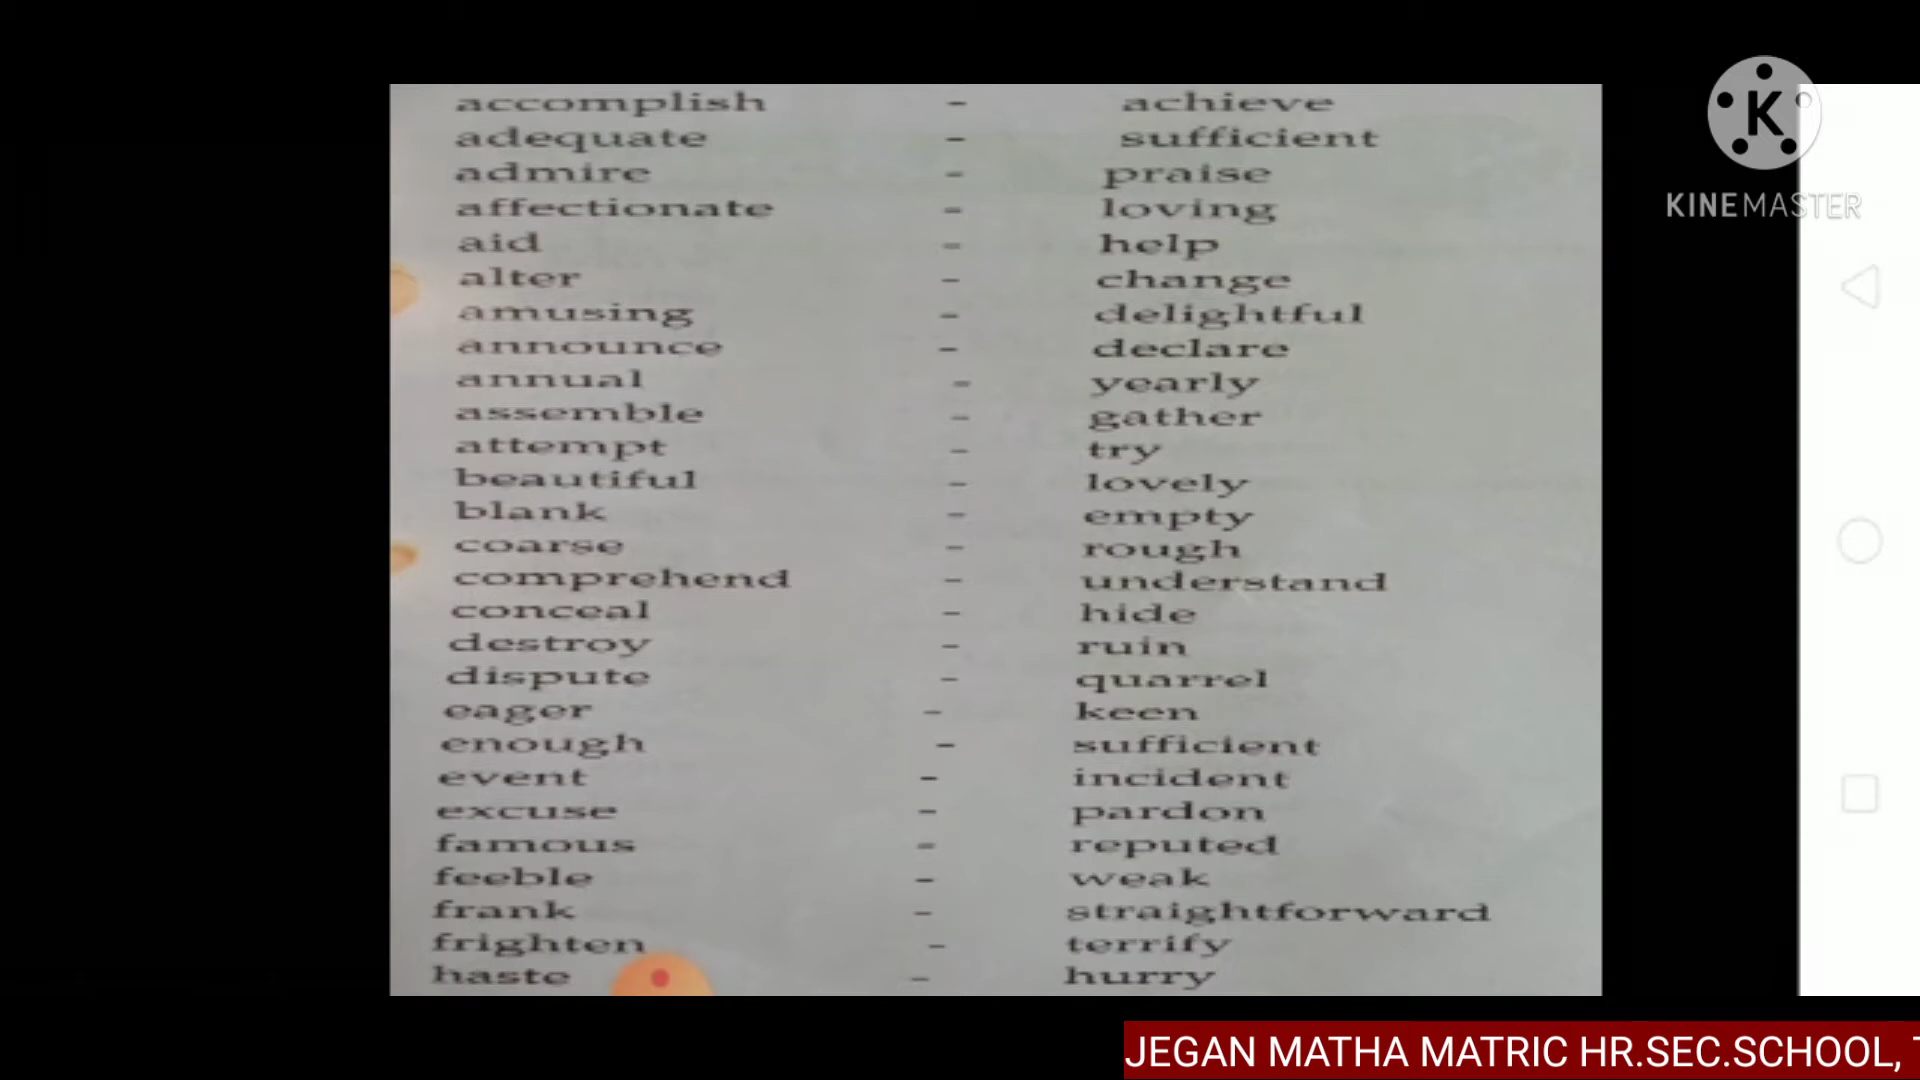 accomplish - achieve
adequate - sufficient
admire - praise
affectionate - loving
aid - help
alter - change
amusing - delightful
announce - declare
annual - yearly
assemble - gather
attempt - try
beautiful - lovely
blank - empty
coarse - rough
comprehend - understand
conceal - hide
destroy - ruin
dispute - quarrel
eager - keen
enough - sufficient
event - incident
excuse - pardon
famous - reputed
feeble - weak
frank - straightforward
frighten - terrify
haste - hurry
K
KINEMASTER
JEGAN MATHA MATRIC HR.SEC.SCHOOL,